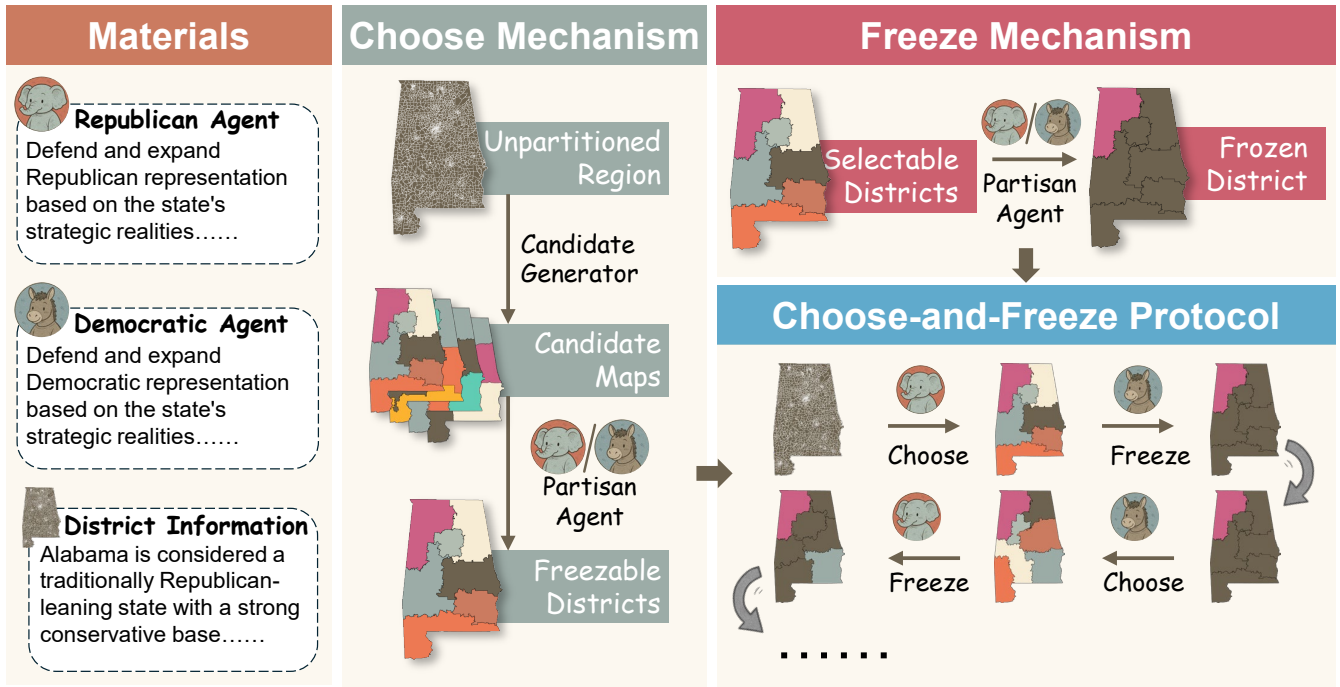 Materials
Republican Agent
Defend and expand
Republican representation
based on the state's
strategic realities……
Democratic Agent
Defend and expand
Democratic representation
based on the state's
strategic realities……
District Information
Alabama is considered a
traditionally Republican-
leaning state with a strong
conservative base……
Choose Mechanism
Unpartitioned
Region
Candidate
Generator
Candidate
Maps
Partisan
Agent
Freezable
Districts
Freeze Mechanism
Selectable
Districts
Partisan
Agent
Frozen
District
Choose-and-Freeze Protocol
Choose
Freeze
Freeze
Choose
......